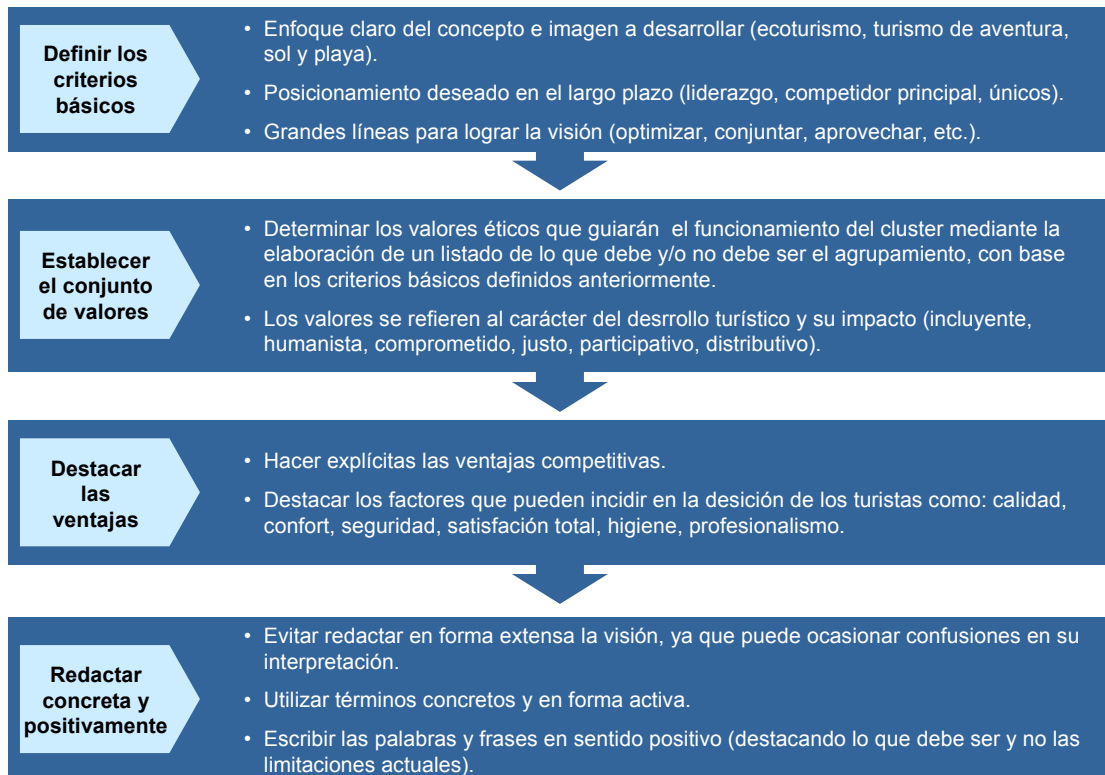 Definir los
criterios
básicos
• Enfoque claro del concepto e imagen a desarrollar (ecoturismo, turismo de aventura,
sol y playa).
• Posicionamiento deseado en el largo plazo (liderazgo, competidor principal, únicos).
• Grandes líneas para lograr la visión (optimizar, conjuntar, aprovechar, etc.).
Establecer
el conjunto
de valores
• Determinar los valores éticos que guiarán el funcionamiento del cluster mediante la
elaboración de un listado de lo que debe y/o no debe ser el agrupamiento, con base
en los criterios básicos definidos anteriormente.
• Los valores se refieren al carácter del desrrollo turístico y su impacto (incluyente,
humanista, comprometido, justo, participativo, distributivo).
Destacar
las
ventajas
• Hacer explícitas las ventajas competitivas.
• Destacar los factores que pueden incidir en la desición de los turistas como: calidad,
confort, seguridad, satisfación total, higiene, profesionalismo.
Redactar
concreta y
positivamente
• Evitar redactar en forma extensa la visión, ya que puede ocasionar confusiones en su
interpretación.
• Utilizar términos concretos y en forma activa.
• Escribir las palabras y frases en sentido positivo (destacando lo que debe ser y no las
limitaciones actuales).